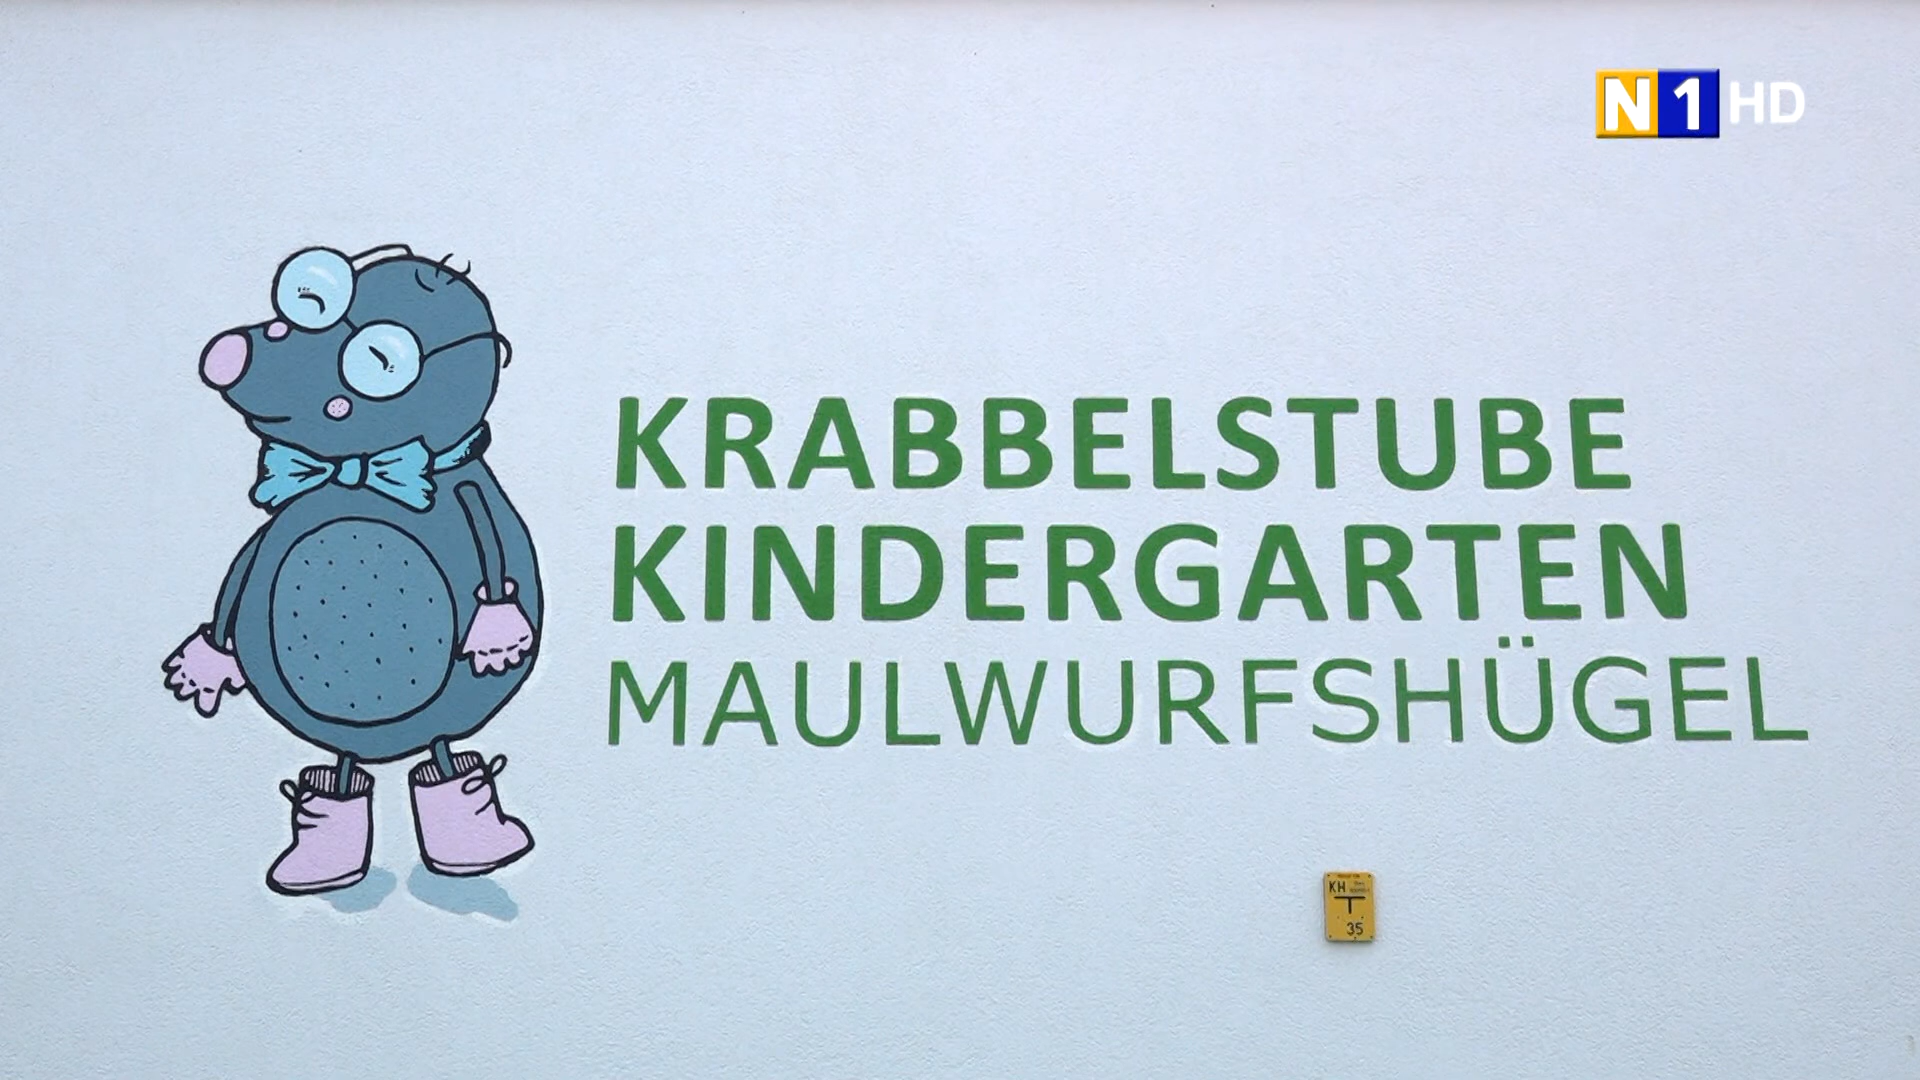 N1 HD
KRABBELSTUBE
KINDERGARTEN
MAULWURFSHÜGEL
KH
35